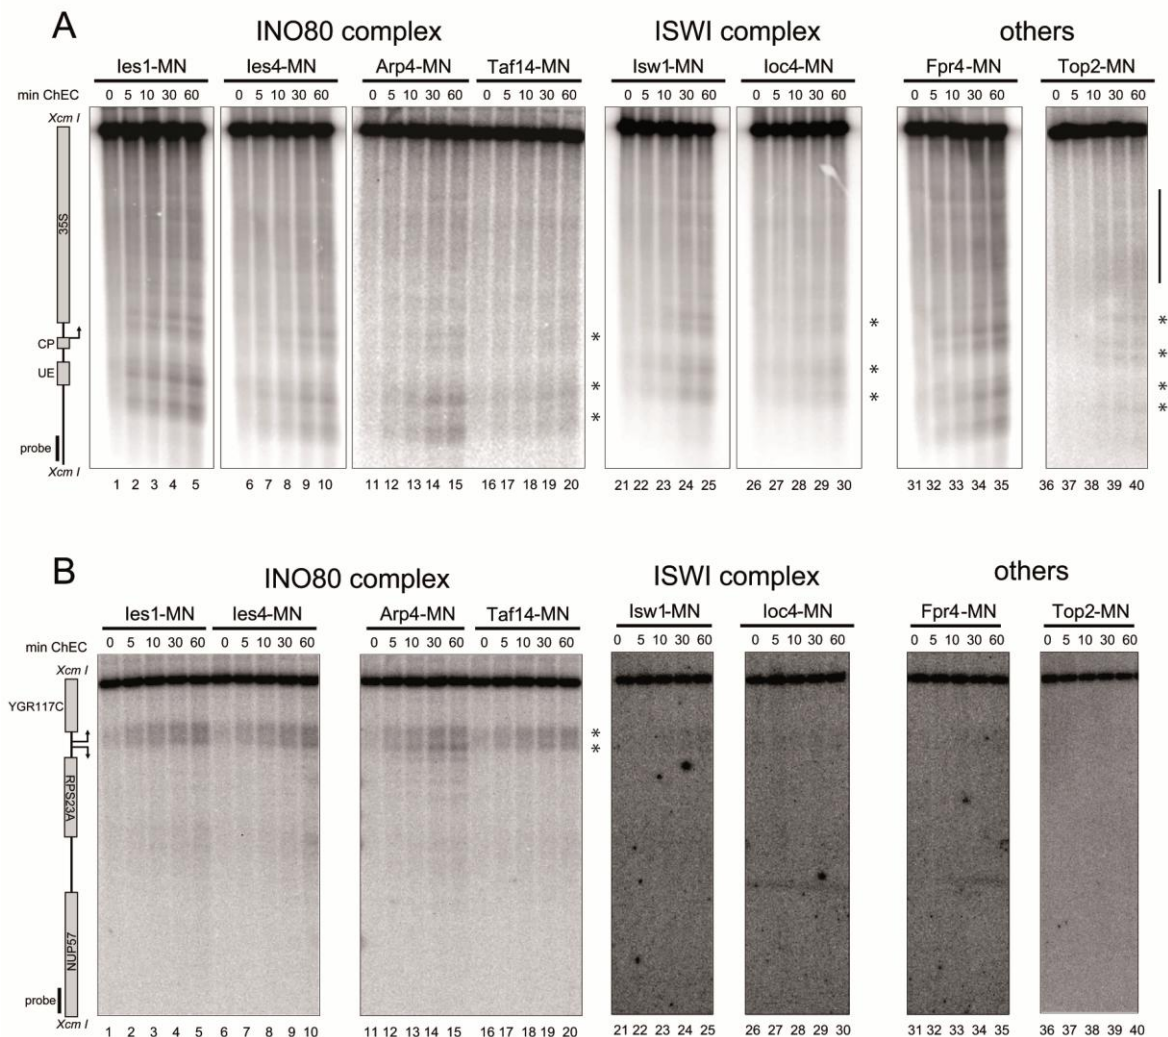 A
INO80 complex ISWI complex others
Ies1-MN Ies4-MN Arp4-MN Taf14-MN Isw1-MN Ioc4-MN Fpr4-MN Top2-MN
min ChEC 0 5 10 30 60 0 5 10 30 60 0 5 10 30 60 0 5 10 30 60 0 5 10 30 60 0 5 10 30 60 0 5 10 30 60 0 5 10 30 60
Xcm I
35S
*
*
CP
*
*
UE
*
*
*
*
*
*
probe
Xcm I
1 2 3 4 5 6 7 8 9 10 11 12 13 14 15 16 17 18 19 20 21 22 23 24 25 26 27 28 29 30 31 32 33 34 35 36 37 38 39 40
B
INO80 complex ISWI complex others
Ies1-MN Ies4-MN Arp4-MN Taf14-MN Isw1-MN Ioc4-MN Fpr4-MN Top2-MN
min ChEC 0 5 10 30 60 0 5 10 30 60 0 5 10 30 60 0 5 10 30 60 0 5 10 30 60 0 5 10 30 60 0 5 10 30 60 0 5 10 30 60
Xcm I
YGR117C
*
*
RPS23A
NUP57
probe
Xcm I
1 2 3 4 5 6 7 8 9 10 11 12 13 14 15 16 17 18 19 20 21 22 23 24 25 26 27 28 29 30 31 32 33 34 35 36 37 38 39 40